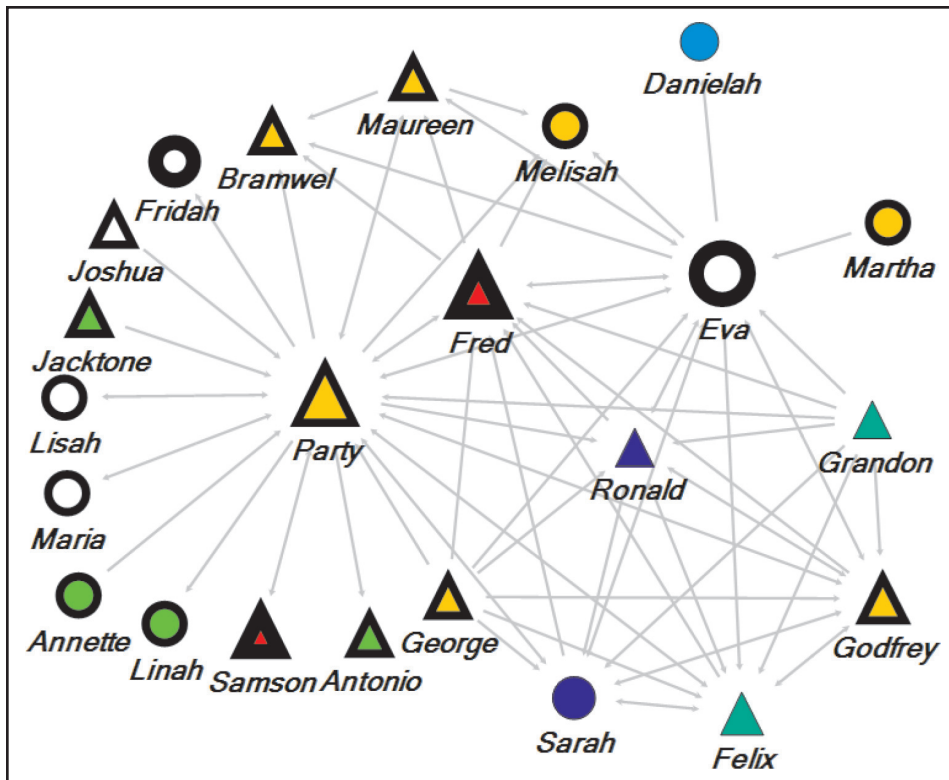 Danielah
Maureen
Melisah
Bramwel
Fridah
Joshua
Martha
Eva
Fred
Jacktone
Lisah
Party
Grandon
Ronald
Maria
Annette
Linah
Samson
Antonio
George
Godfrey
Sarah
Felix